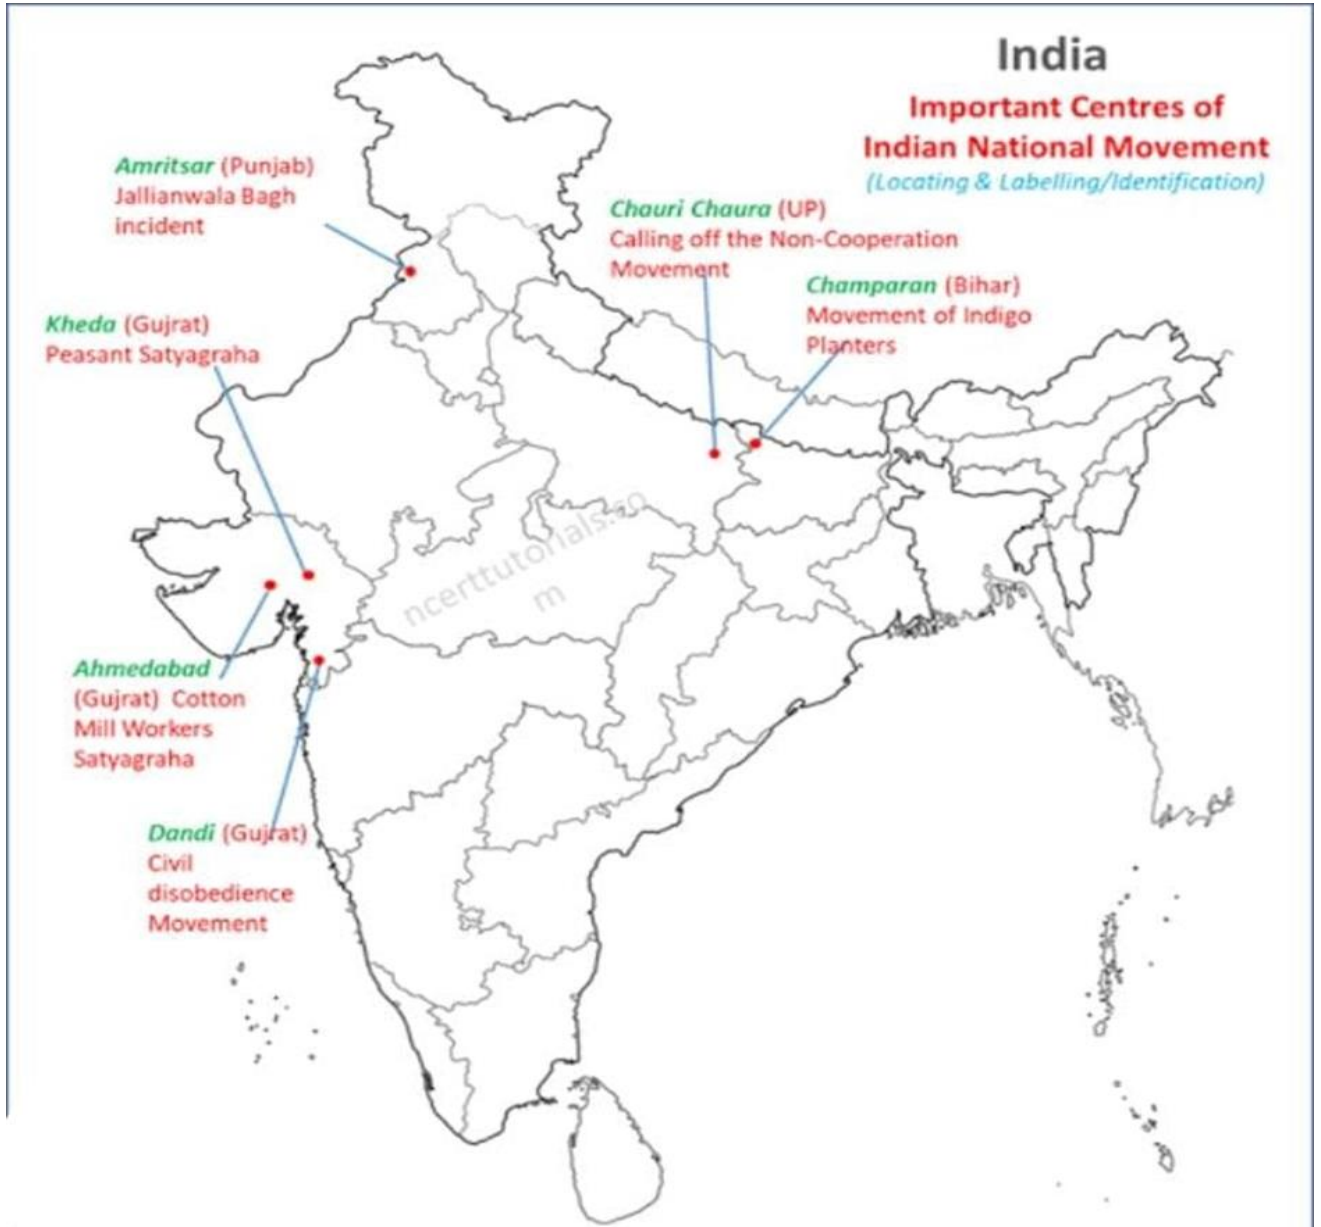 India
Important Centres of
Indian National Movement
(Locating & Labelling/Identification)
Amritsar (Punjab)
Jallianwala Bagh
incident
Chauri Chaura (UP)
Calling off the Non-Cooperation
Movement
Champaran (Bihar)
Movement of Indigo
Planters
Kheda (Gujrat)
Peasant Satyagraha
ncerttutorials.co
m
Ahmedabad
(Gujrat) Cotton
Mill Workers
Satyagraha
Dandi (Gujrat)
Civil
disobedience
Movement